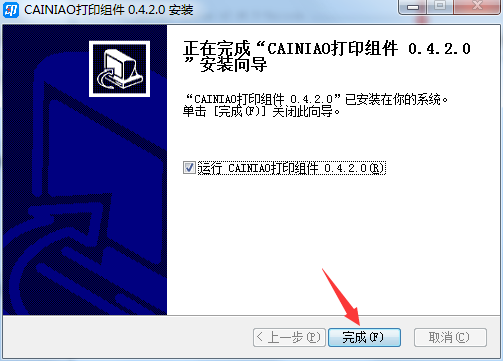 CAINIAO打印组件 0.4.2.0 安装
正在完成“CAINIAO打印组件 0.4.2.0
”安装向导
“CAINIAO打印组件 0.4.2.0”已安装在你的系统。
单击 [完成(F)] 关闭此向导。
运行 CAINIAO打印组件 0.4.2.0(R)
< 上一步(P) 完成(F) 取消(C)